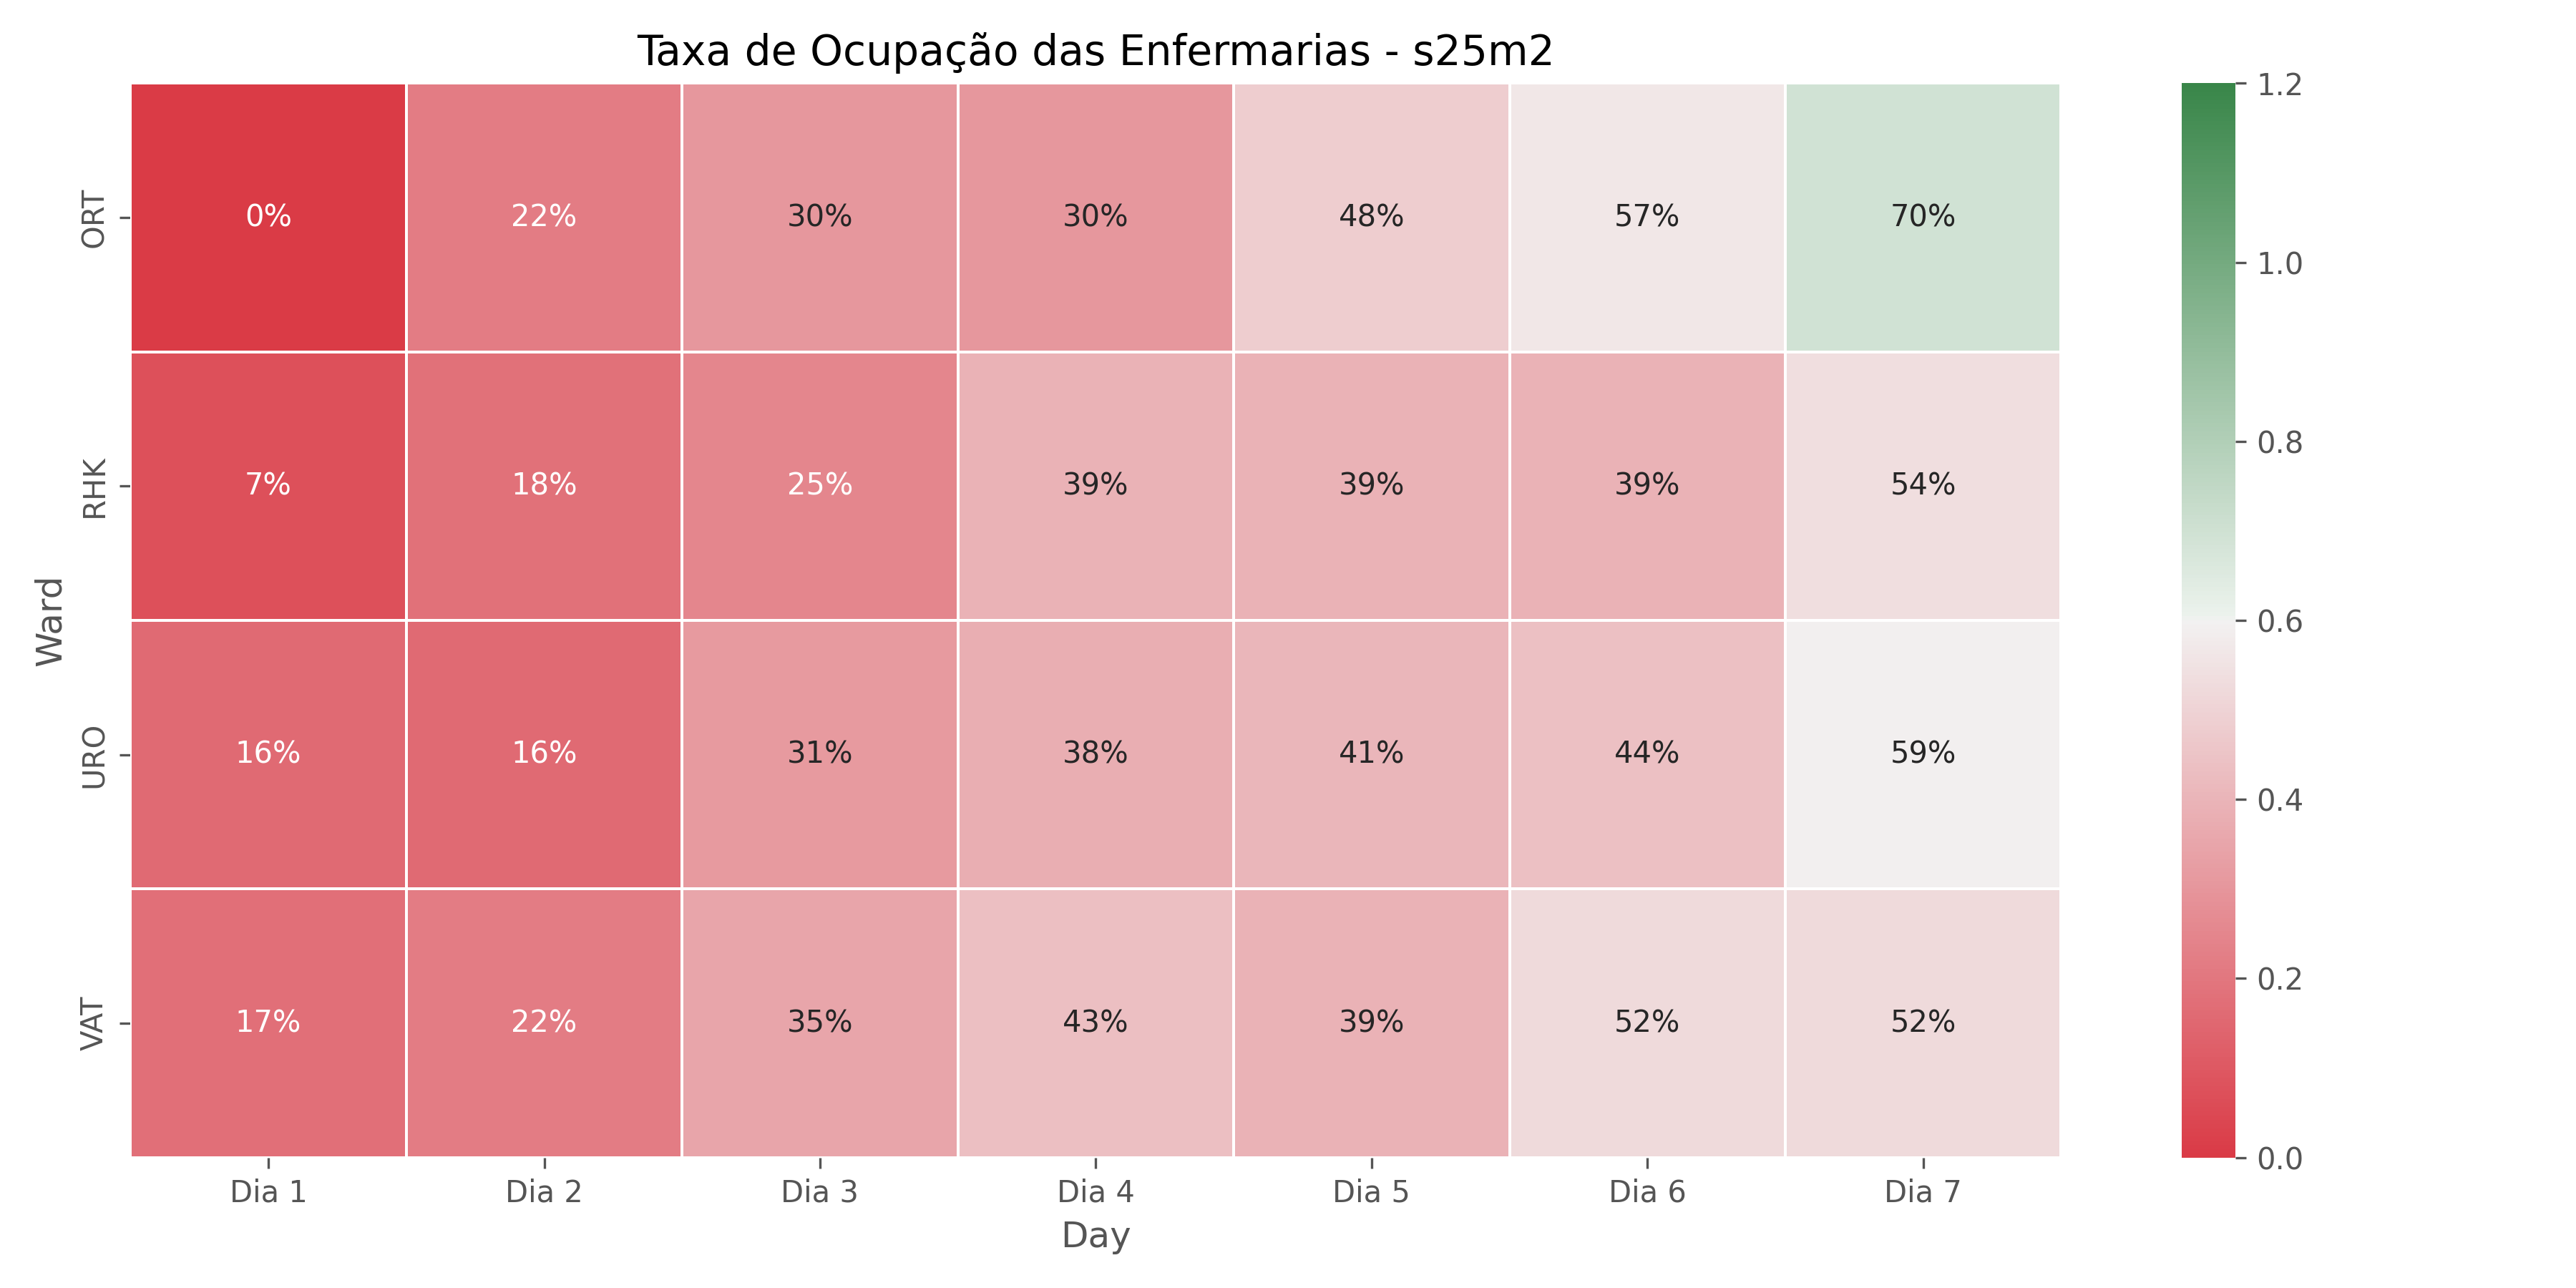 Taxa de Ocupação das Enfermarias - s25m2
Ward
ORT 0% 22% 30% 30% 48% 57% 70%
RHK 7% 18% 25% 39% 39% 39% 54%
URO 16% 16% 31% 38% 41% 44% 59%
VAT 17% 22% 35% 43% 39% 52% 52%
Dia 1 Dia 2 Dia 3 Dia 4 Dia 5 Dia 6 Dia 7
Day
1.2
1.0
0.8
0.6
0.4
0.2
0.0